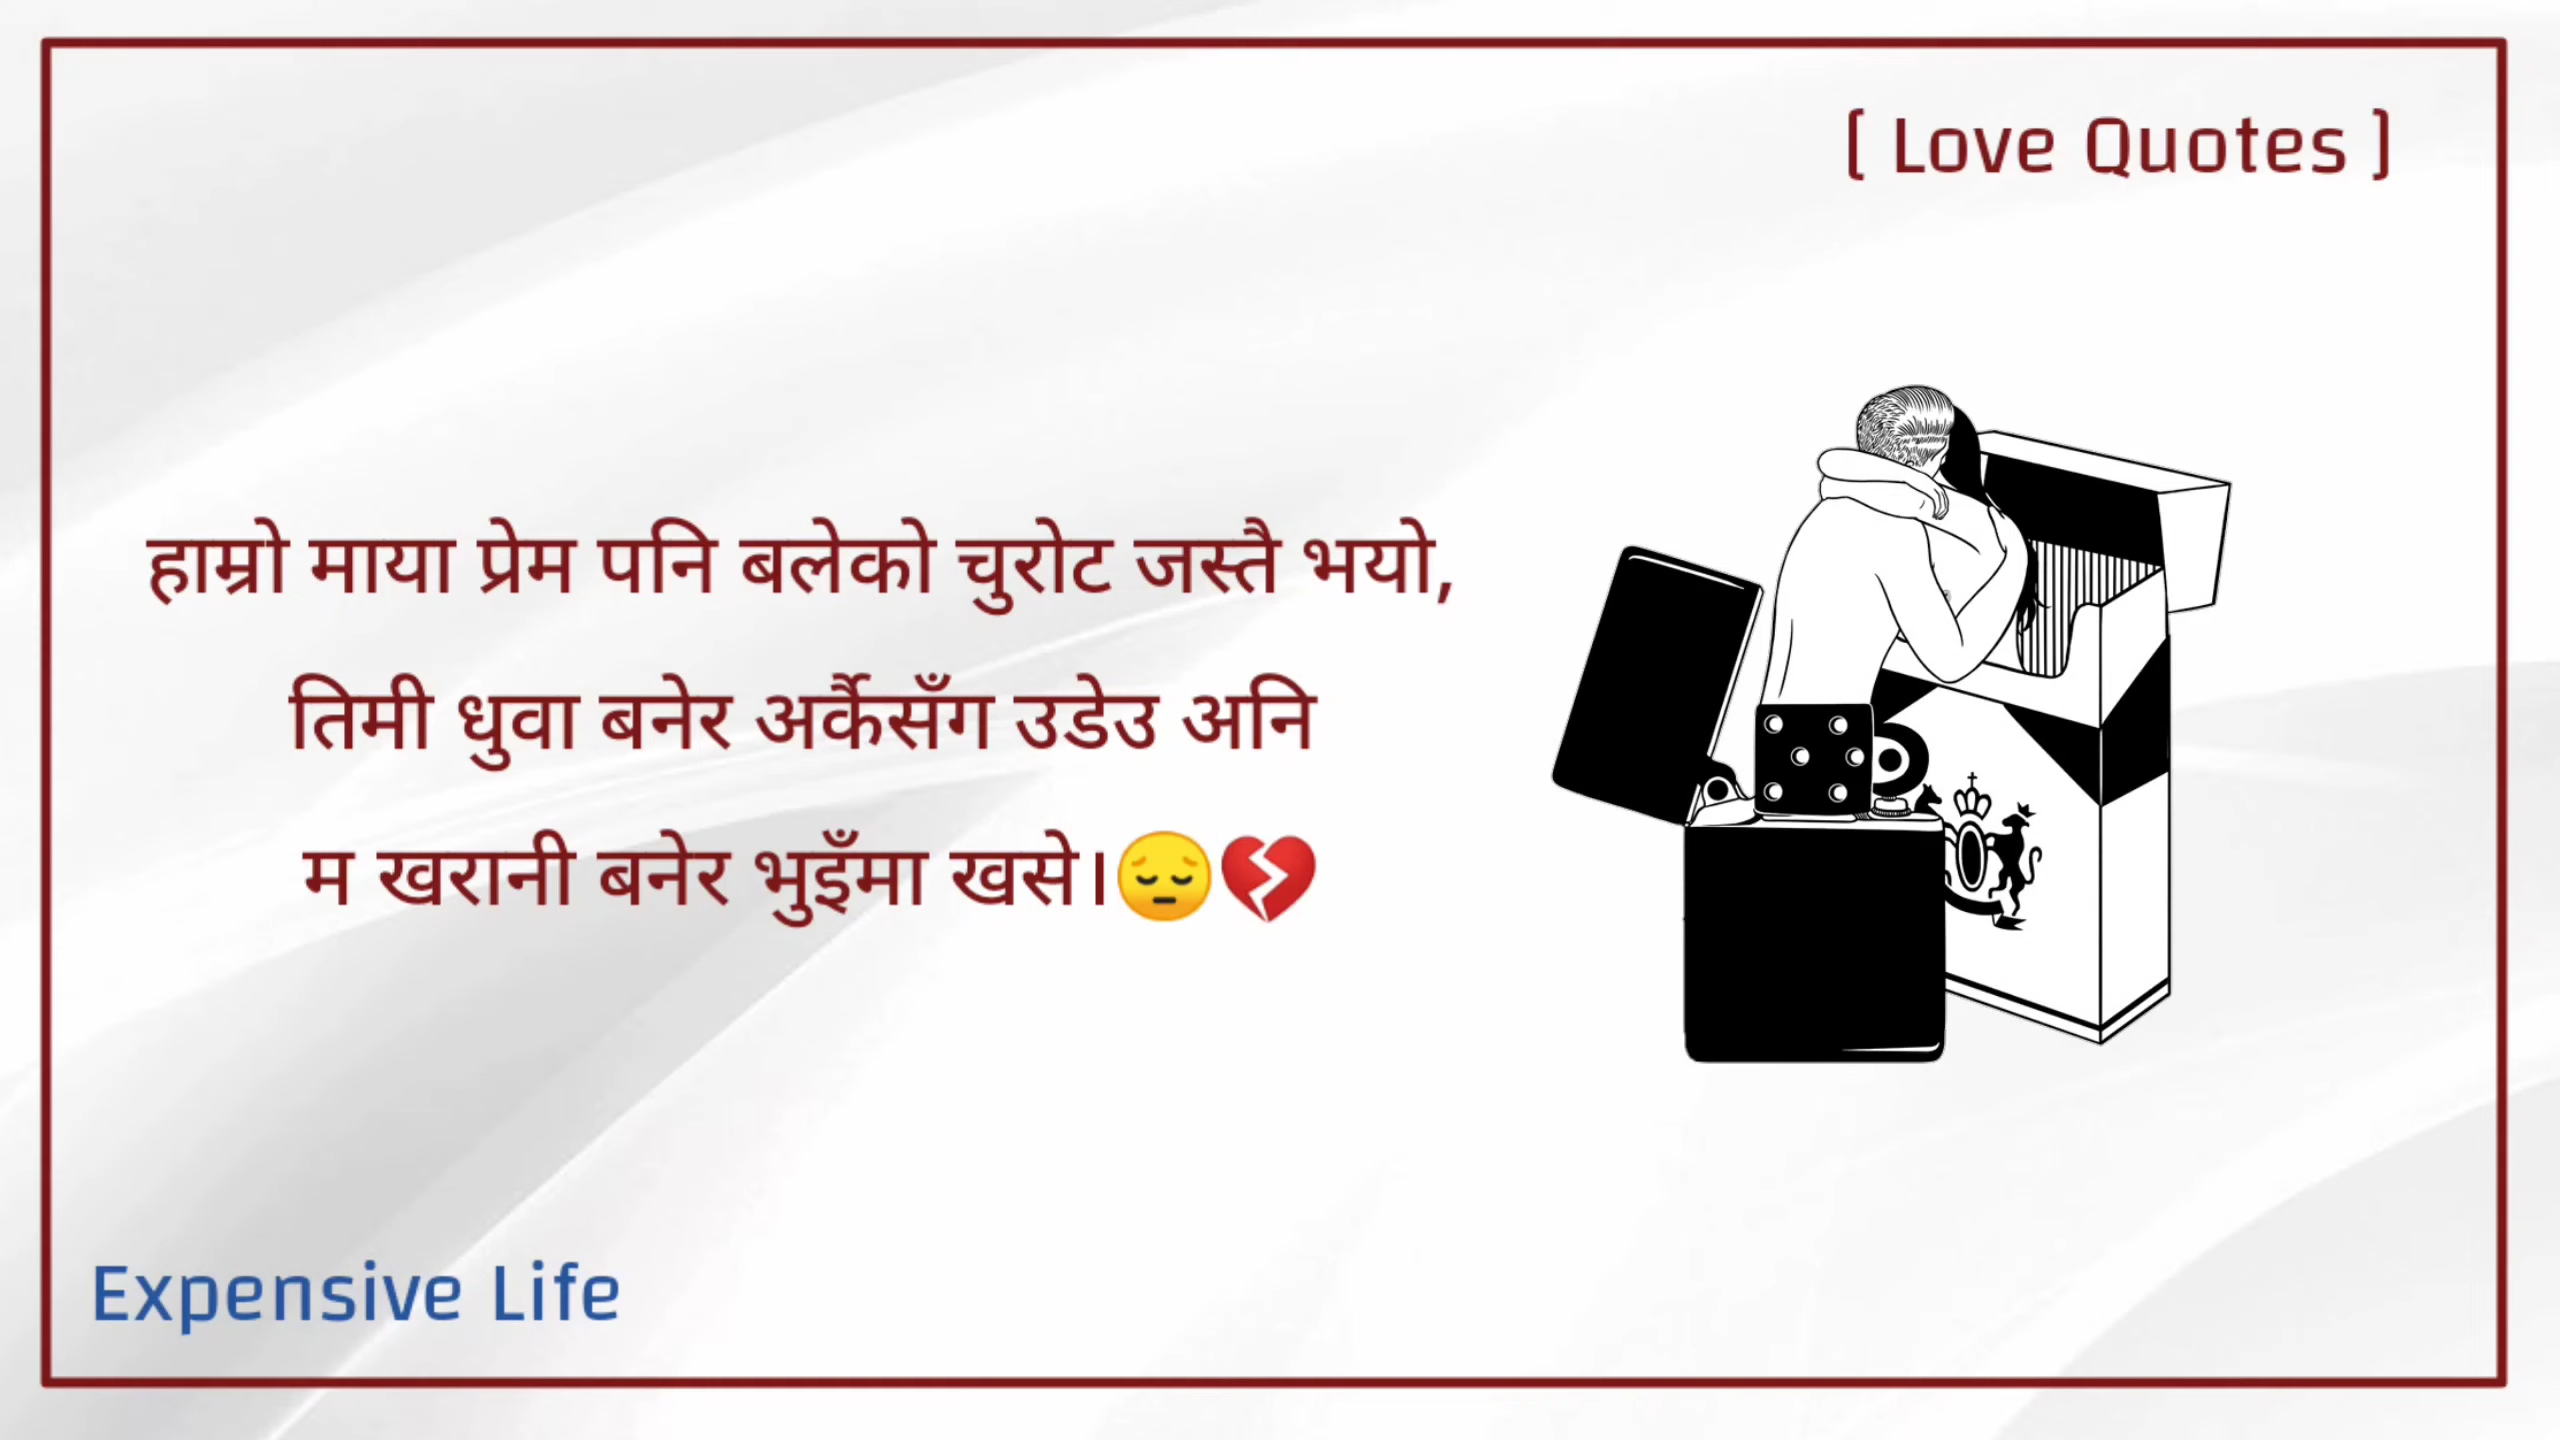 [ Love Quotes ]
हाम्रो माया प्रेम पनि बलेको चुरोट जस्तै भयो,
तिमी धुवा बनेर अर्कैसँग उडेउ अनि
म खरानी बनेर भुइँमा खसे।😔💔
Expensive Life